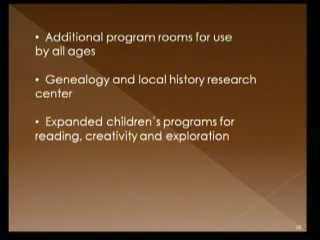 • Additional program rooms for use
by all ages
• Genealogy and local history research
center
• Expanded children's programs for
reading, creativity and exploration